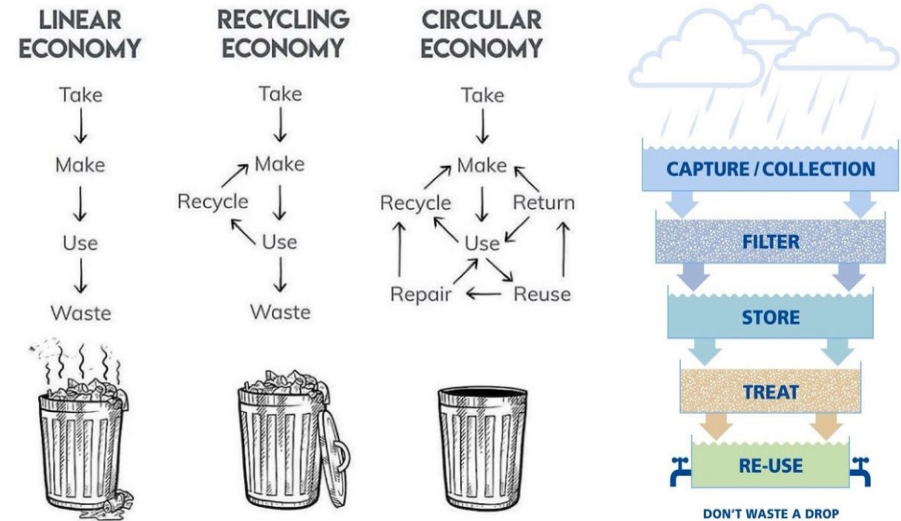 LINEAR
ECONOMY
Take
Make
Use
Waste
RECYCLING
ECONOMY
Take
Make
Recycle
Use
Waste
CIRCULAR
ECONOMY
Take
Make
Recycle
Return
Use
Repair
Reuse
CAPTURE / COLLECTION
FILTER
STORE
TREAT
RE-USE
DON'T WASTE A DROP